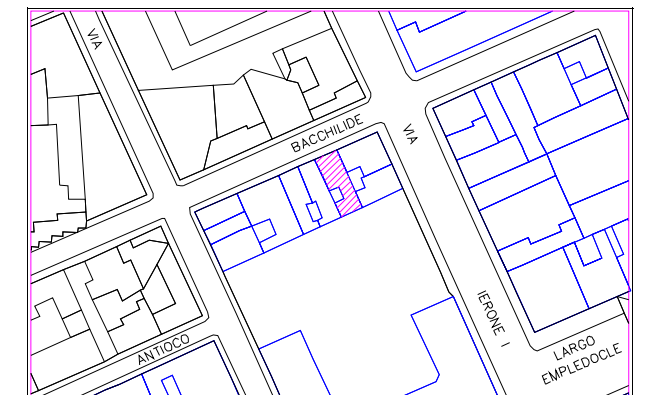 VIA
BACCHILIDE
VIA
IERONE I
ANTIOCO
LARGO
EMPLEDOCLE